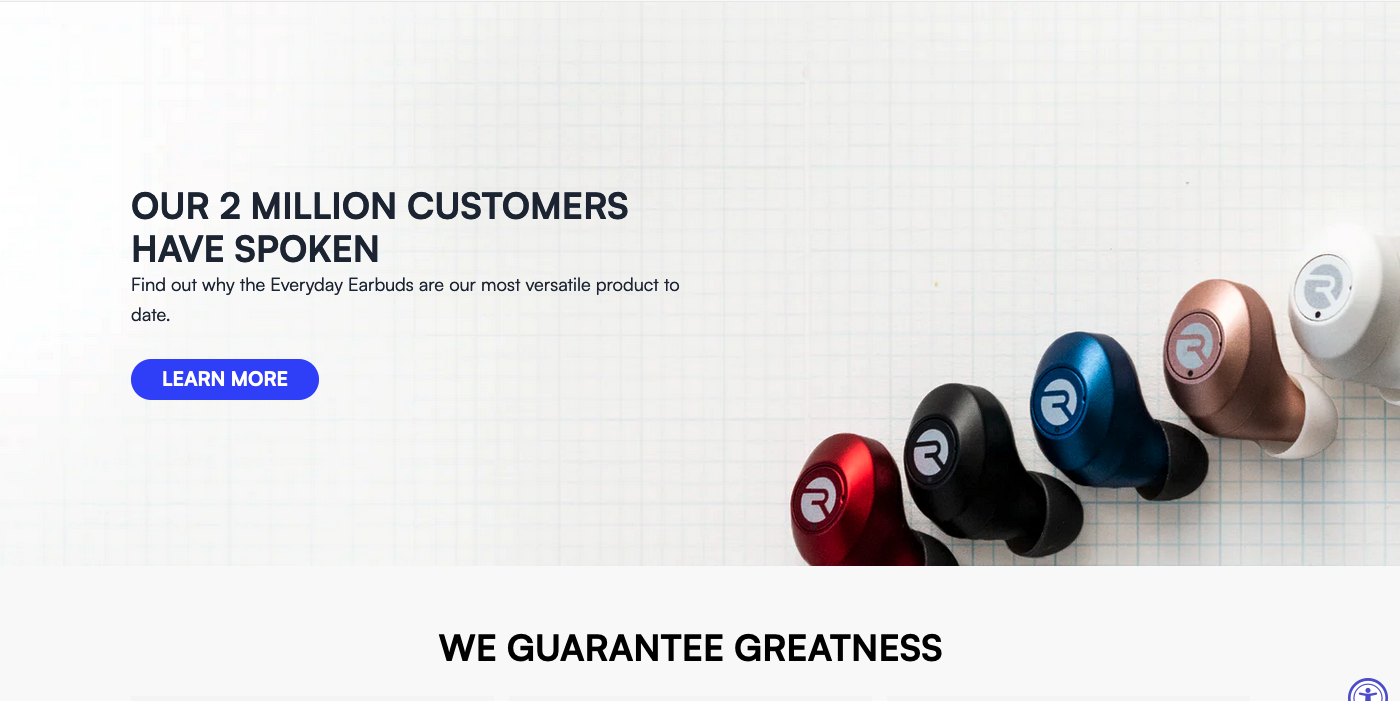 OUR 2 MILLION CUSTOMERS
HAVE SPOKEN
Find out why the Everyday Earbuds are our most versatile product to
date.
LEARN MORE
WE GUARANTEE GREATNESS